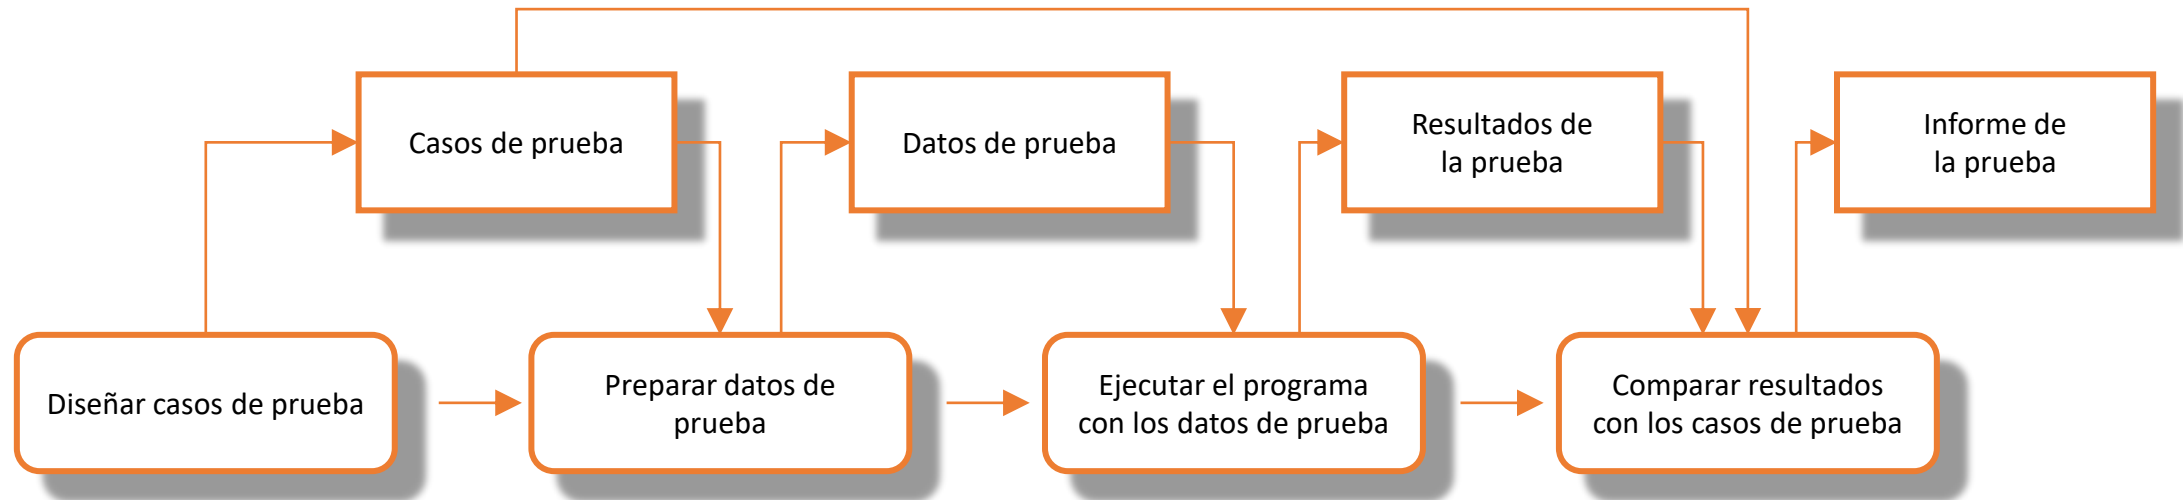 Casos de prueba
Datos de prueba
Resultados de
la prueba
Informe de
la prueba
Diseñar casos de prueba
Preparar datos de
prueba
Ejecutar el programa
con los datos de prueba
Comparar resultados
con los casos de prueba